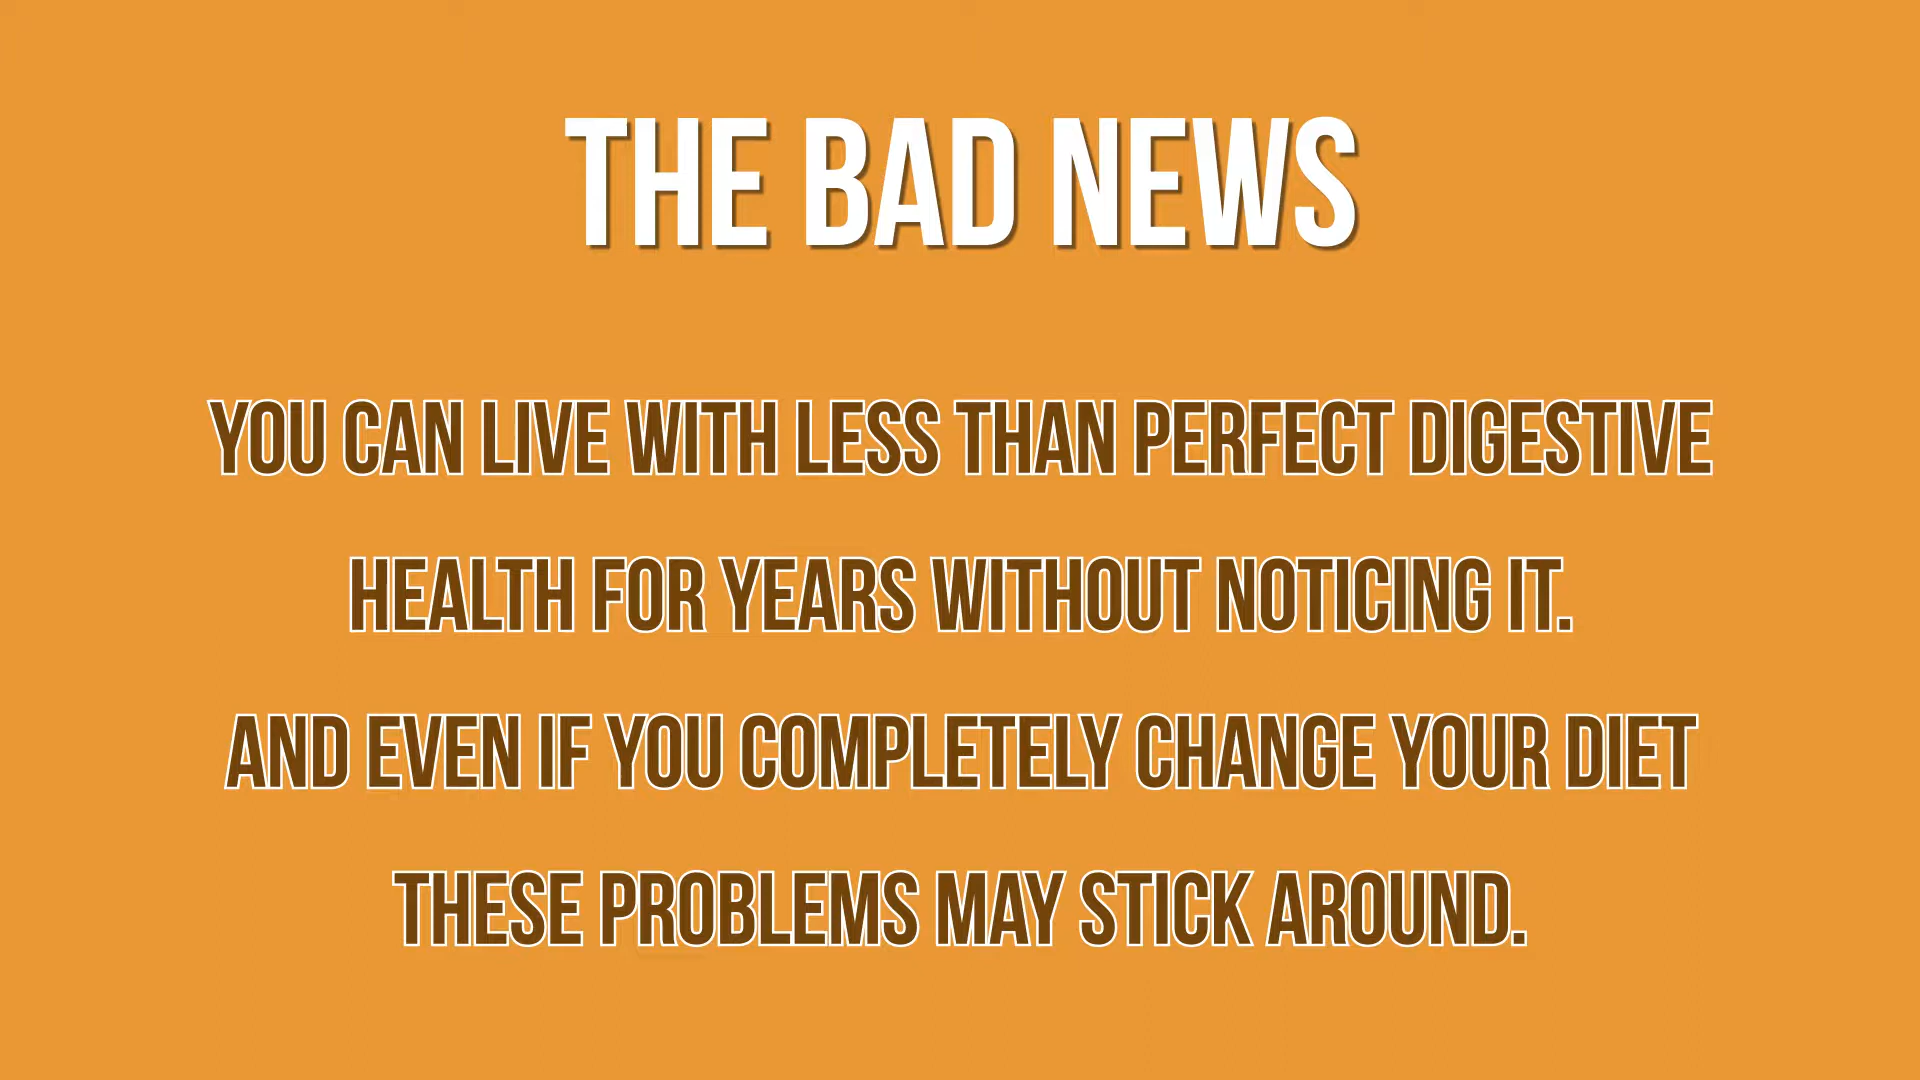 THE BAD NEWS
YOU CAN LIVE WITH LESS THAN PERFECT DIGESTIVE
HEALTH FOR YEARS WITHOUT NOTICING IT.
AND EVEN IF YOU COMPLETELY CHANGE YOUR DIET
THESE PROBLEMS MAY STICK AROUND.